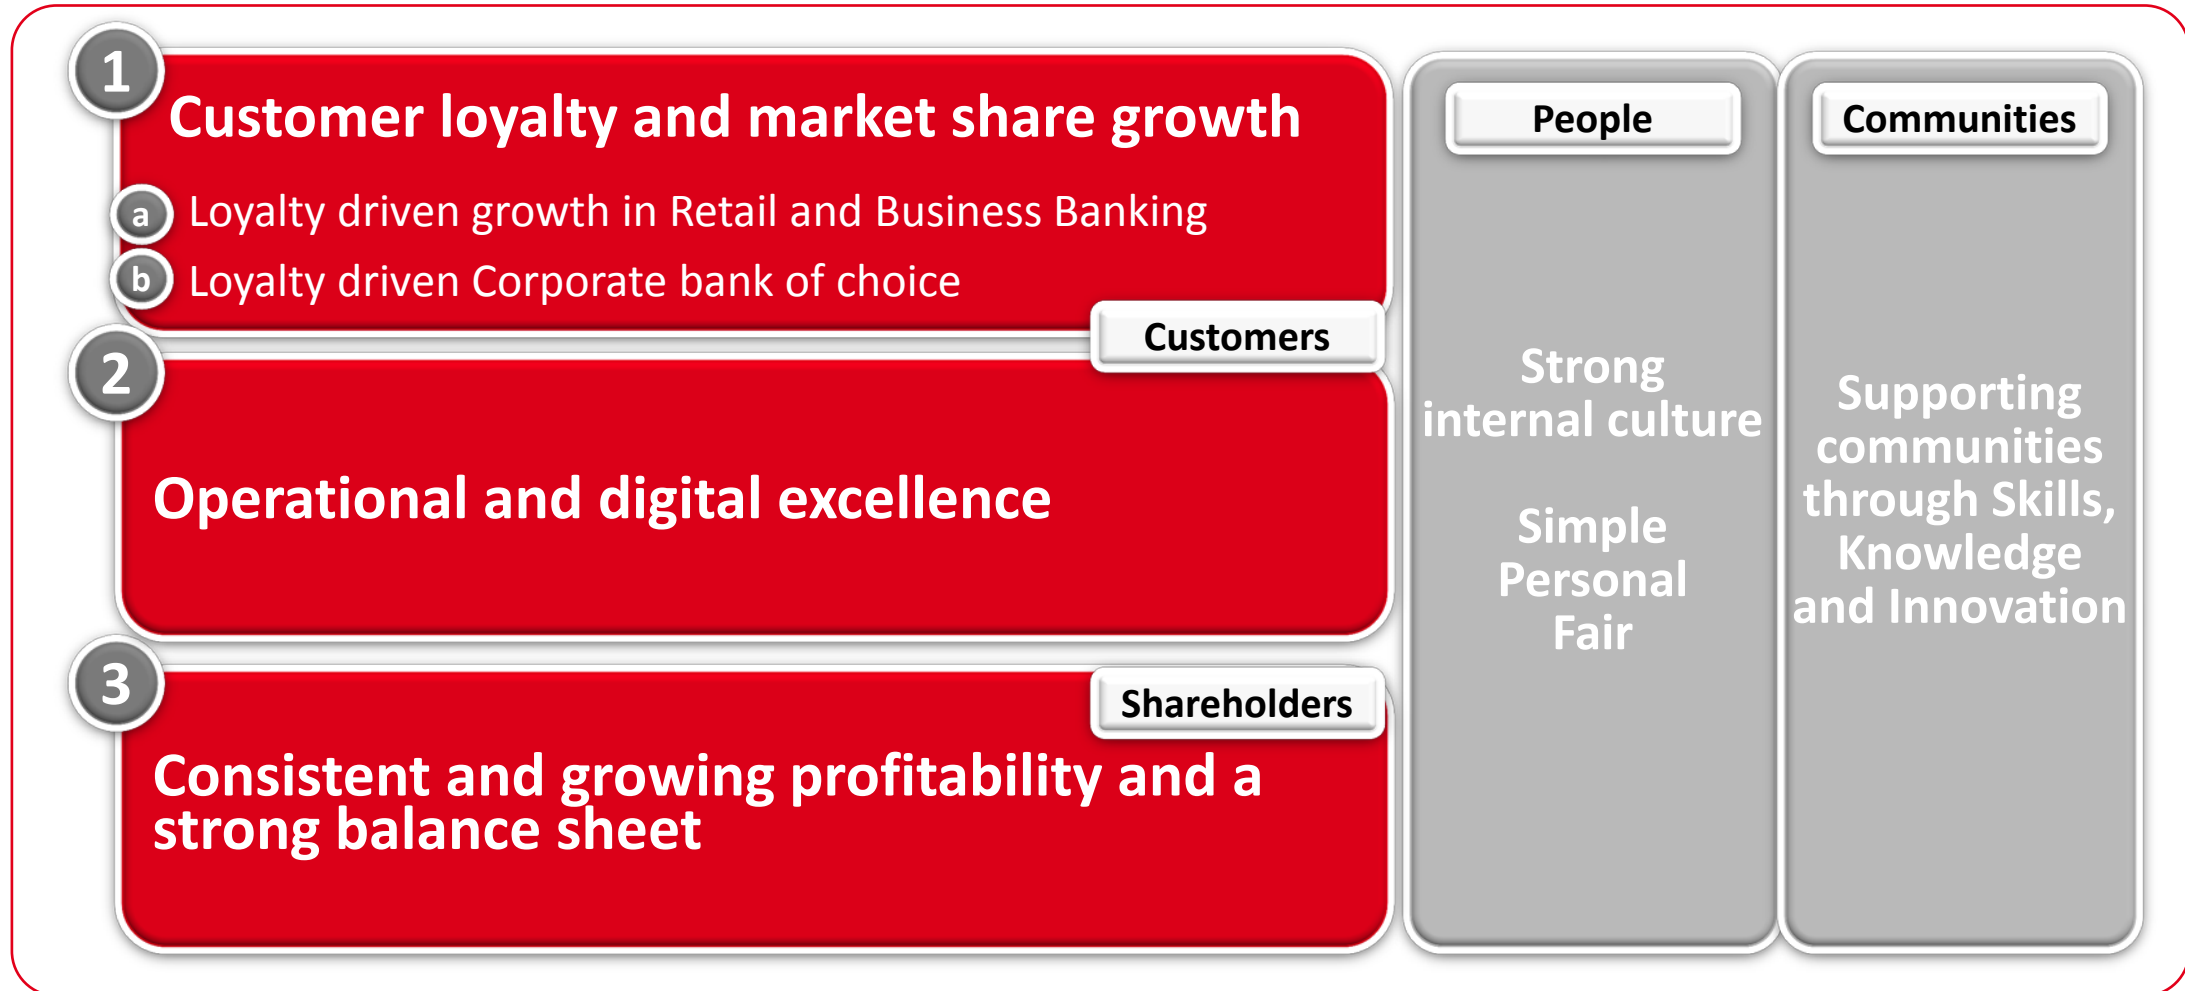 1
Customer loyalty and market share growth
a Loyalty driven growth in Retail and Business Banking
b Loyalty driven Corporate bank of choice
Customers
2
Operational and digital excellence
3
Shareholders
Consistent and growing profitability and a
strong balance sheet
People
Strong
internal culture
Simple
Personal
Fair
Communities
Supporting
communities
through Skills,
Knowledge
and Innovation